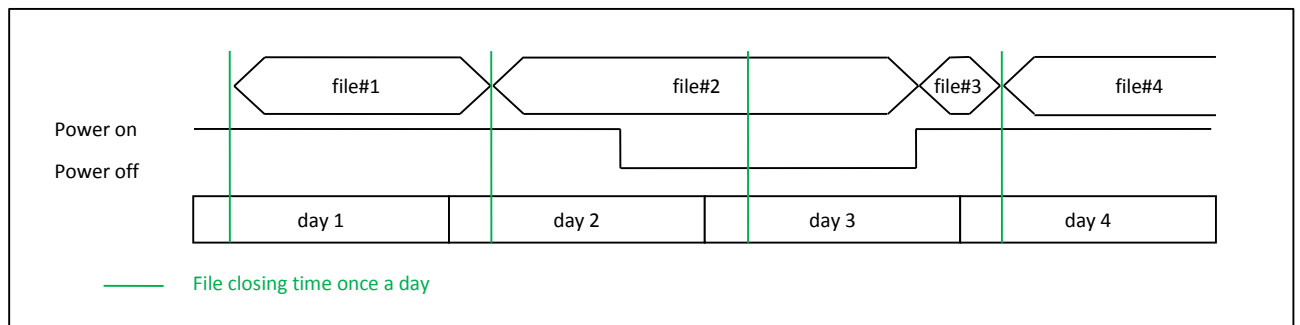 file#1 file#2 file#3 file#4
Power on
Power off
day 1 day 2 day 3 day 4
File closing time once a day